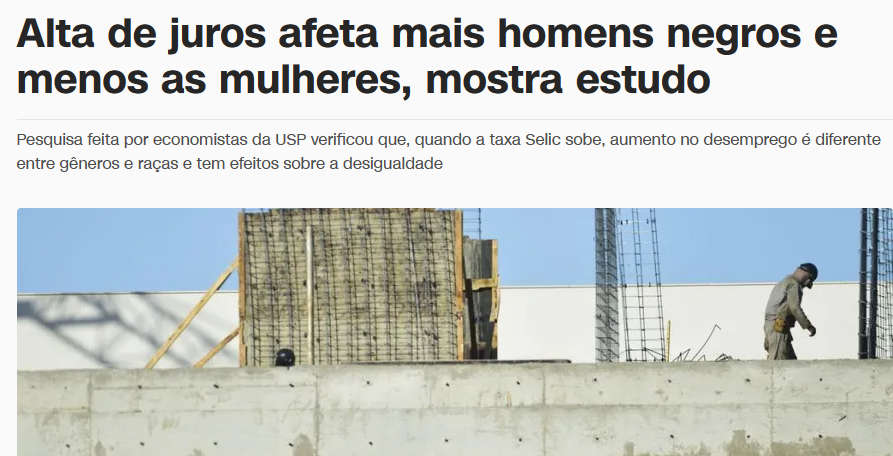 Alta de juros afeta mais homens negros e
menos as mulheres, mostra estudo
Pesquisa feita por economistas da USP verificou que, quando a taxa Selic sobe, aumento no desemprego é diferente
entre gêneros e raças e tem efeitos sobre a desigualdade